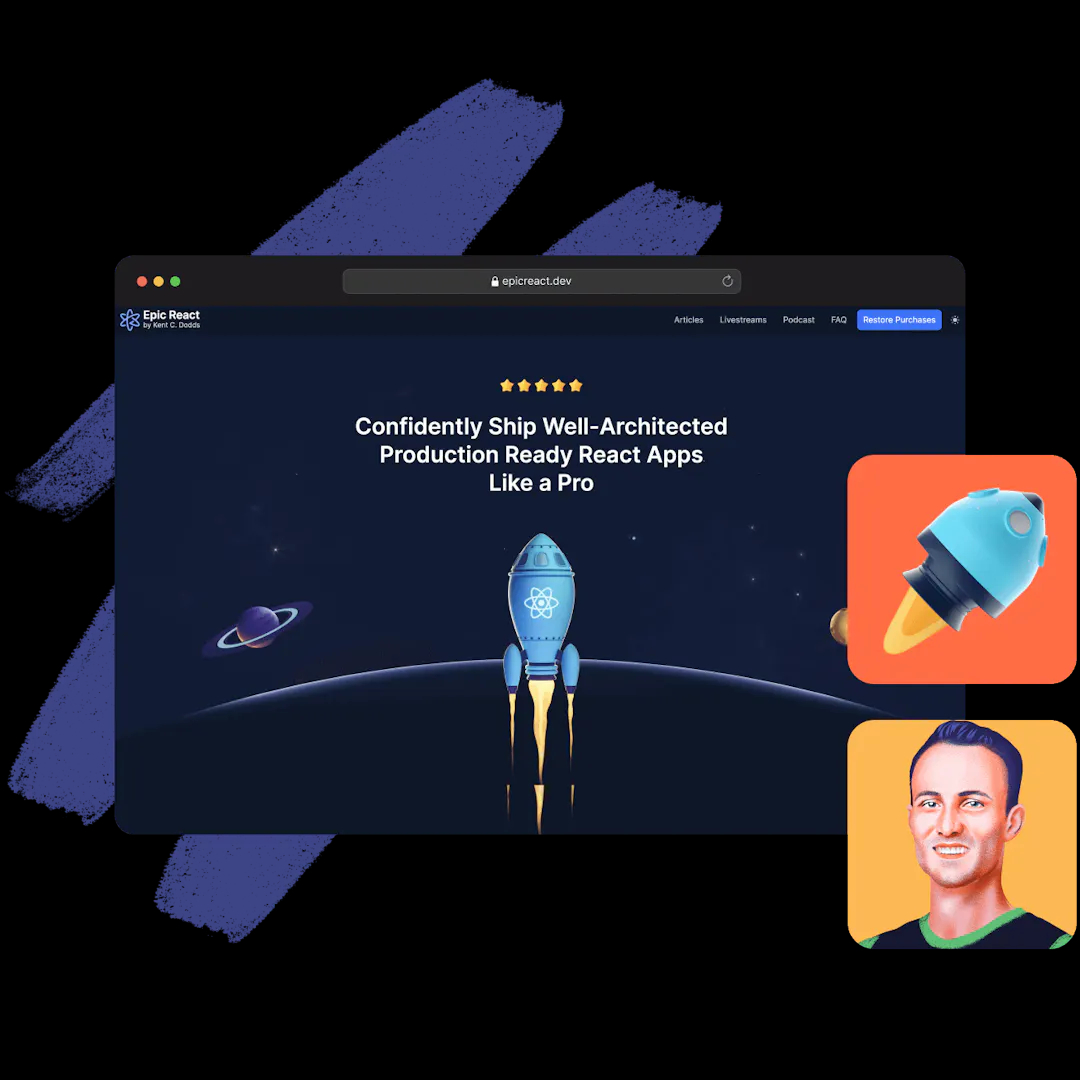 epicreact.dev
Epic React
by Kent C. Dodds
Articles Livestreams Podcast FAQ Restore Purchases
Confidently Ship Well-Architected
Production Ready React Apps
Like a Pro